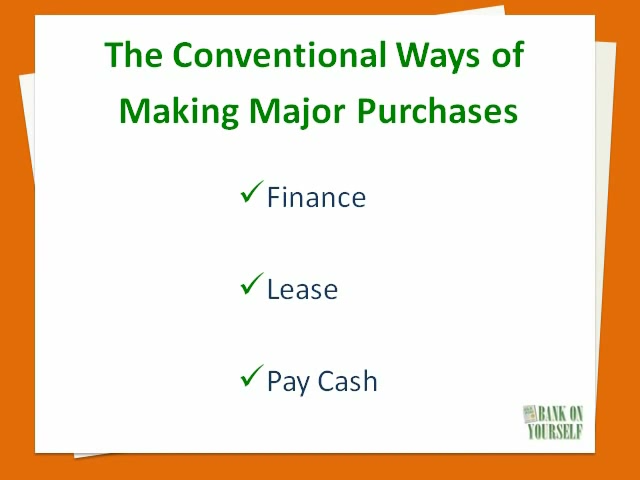 The Conventional Ways of
Making Major Purchases
Finance
Lease
Pay Cash
BANK ON
YOURSELF